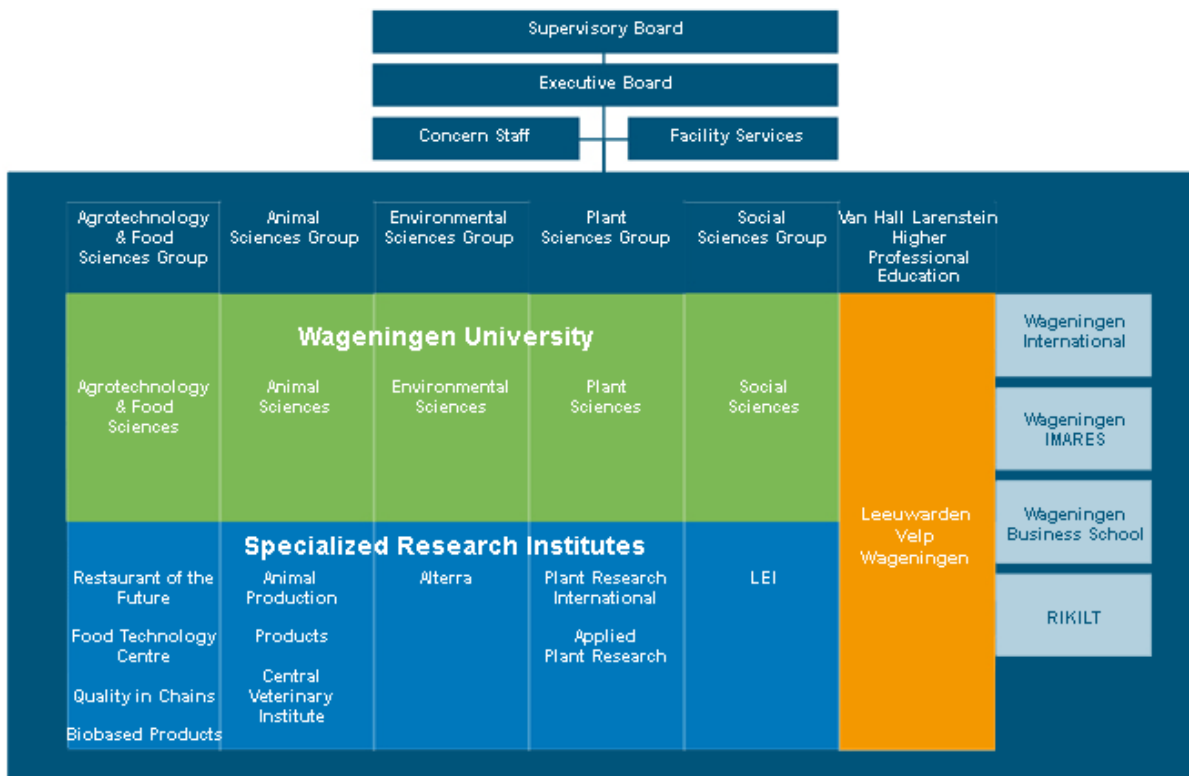 Supervisory Board
Executive Board
Concern Staff
Facility Services
Agrotechnology
& Food
Sciences Group
Animal
Sciences Group
Environmental
Sciences Group
Plant
Sciences Group
Social
Sciences Group
Van Hall Larenstein
Higher
Professional
Education
Wageningen University
Agrotechnology
& Food
Sciences
Animal
Sciences
Environmental
Sciences
Plant
Sciences
Social
Sciences
Specialized Research Institutes
Restaurant of the
Future
Food Technology
Centre
Quality in Chains
Biobased Products
Animal
Production
Products
Central
Veterinary
Institute
Alterra
Plant Research
International
Applied
Plant Research
LEI
Leeuwarden
Velp
Wageningen
Wageningen
International
Wageningen
IMARES
Wageningen
Business School
RIKILT